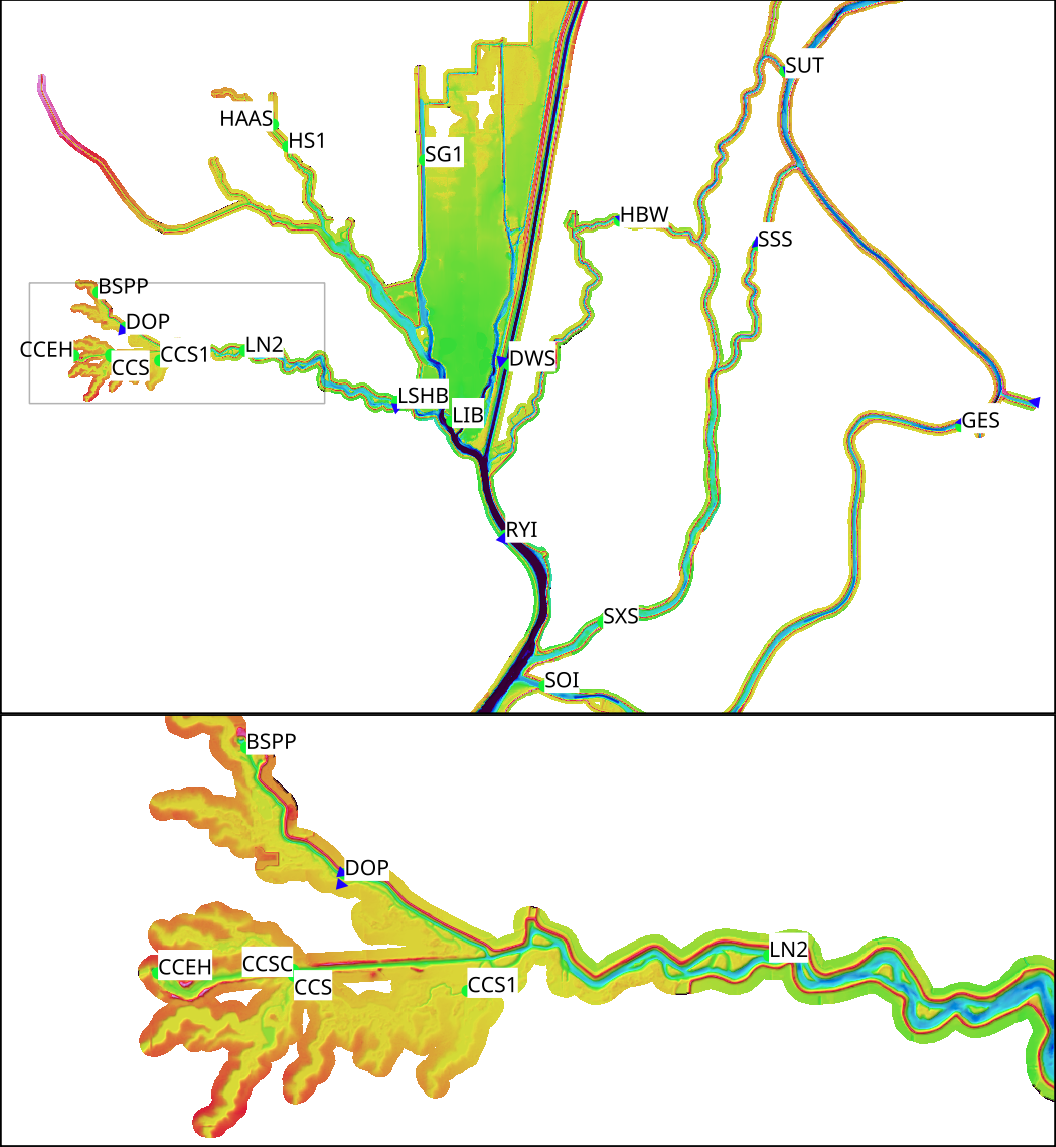 SUT
HAAS
HS1
SG1
HBW
SSS
BSPP
DOP
CCEH
CCS
CCS1
LN2
DWS
LSHB
LIB
GES
RYI
SXS
SOI
BSPP
DOP
LN2
CCEH
CCSC
CCS
CCS1